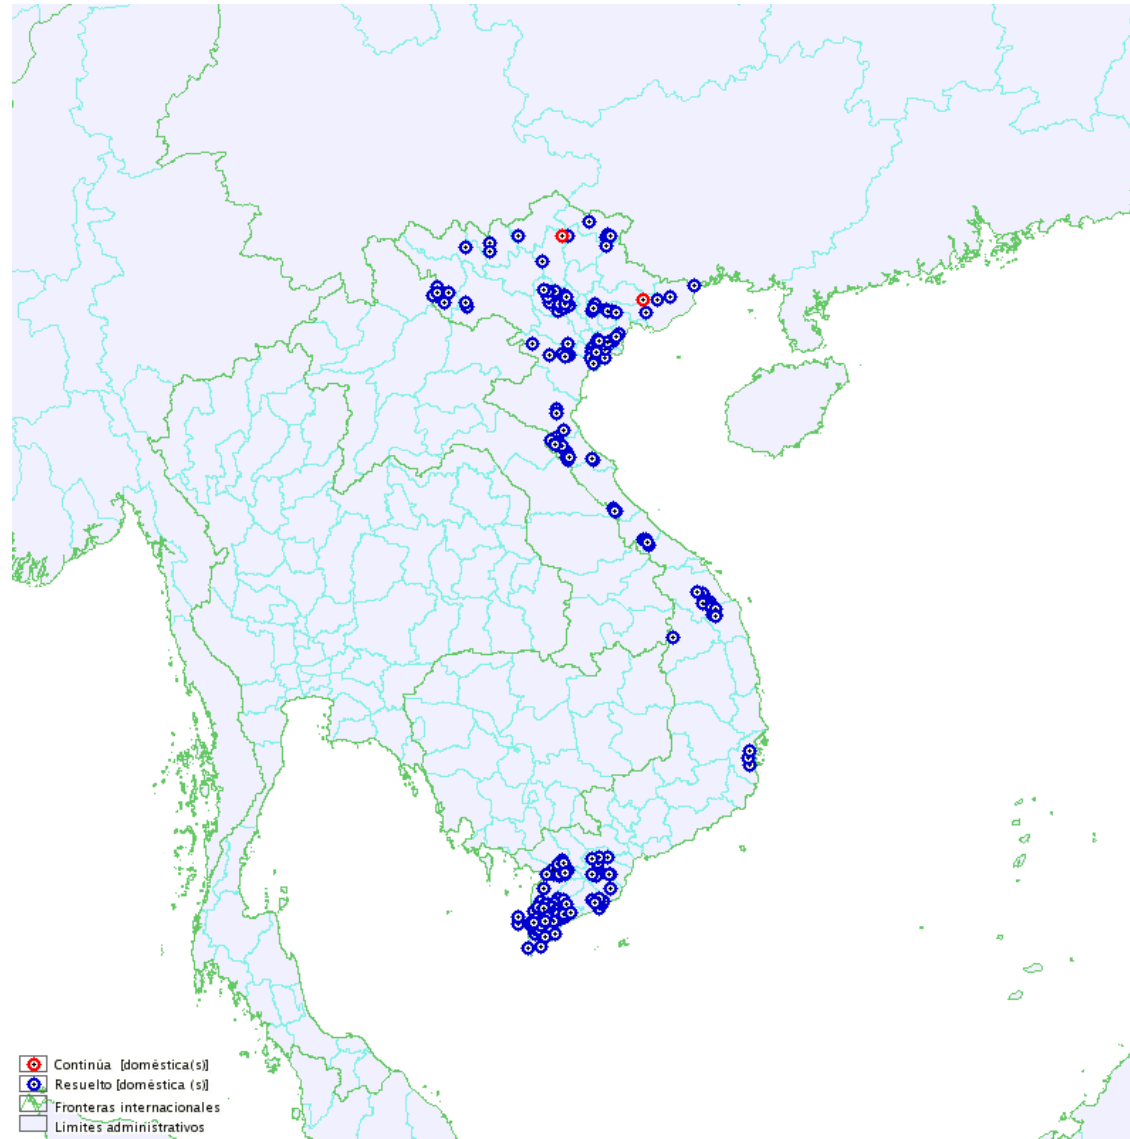 Continúa [doméstica(s)]
Resuelto [doméstica (s)]
Fronteras internacionales
Límites administrativos